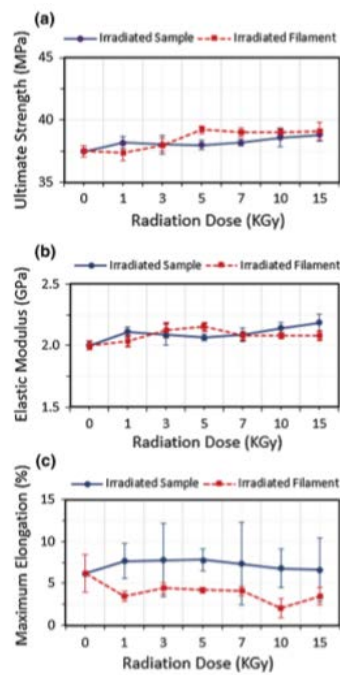 (a)
Irradiated Sample Irradiated Filament
Ultimate Strength (MPa)
45
40
35
0 1 3 5 7 10 15
Radiation Dose (KGy)
(b)
Irradiated Sample Irradiated Filament
Elastic Modulus (GPa)
2.5
2.0
1.5
0 1 3 5 7 10 15
Radiation Dose (KGy)
(c)
Irradiated Sample Irradiated Filament
Maximum Elongation (%)
15
10
5
0
0 1 3 5 7 10 15
Radiation Dose (KGy)